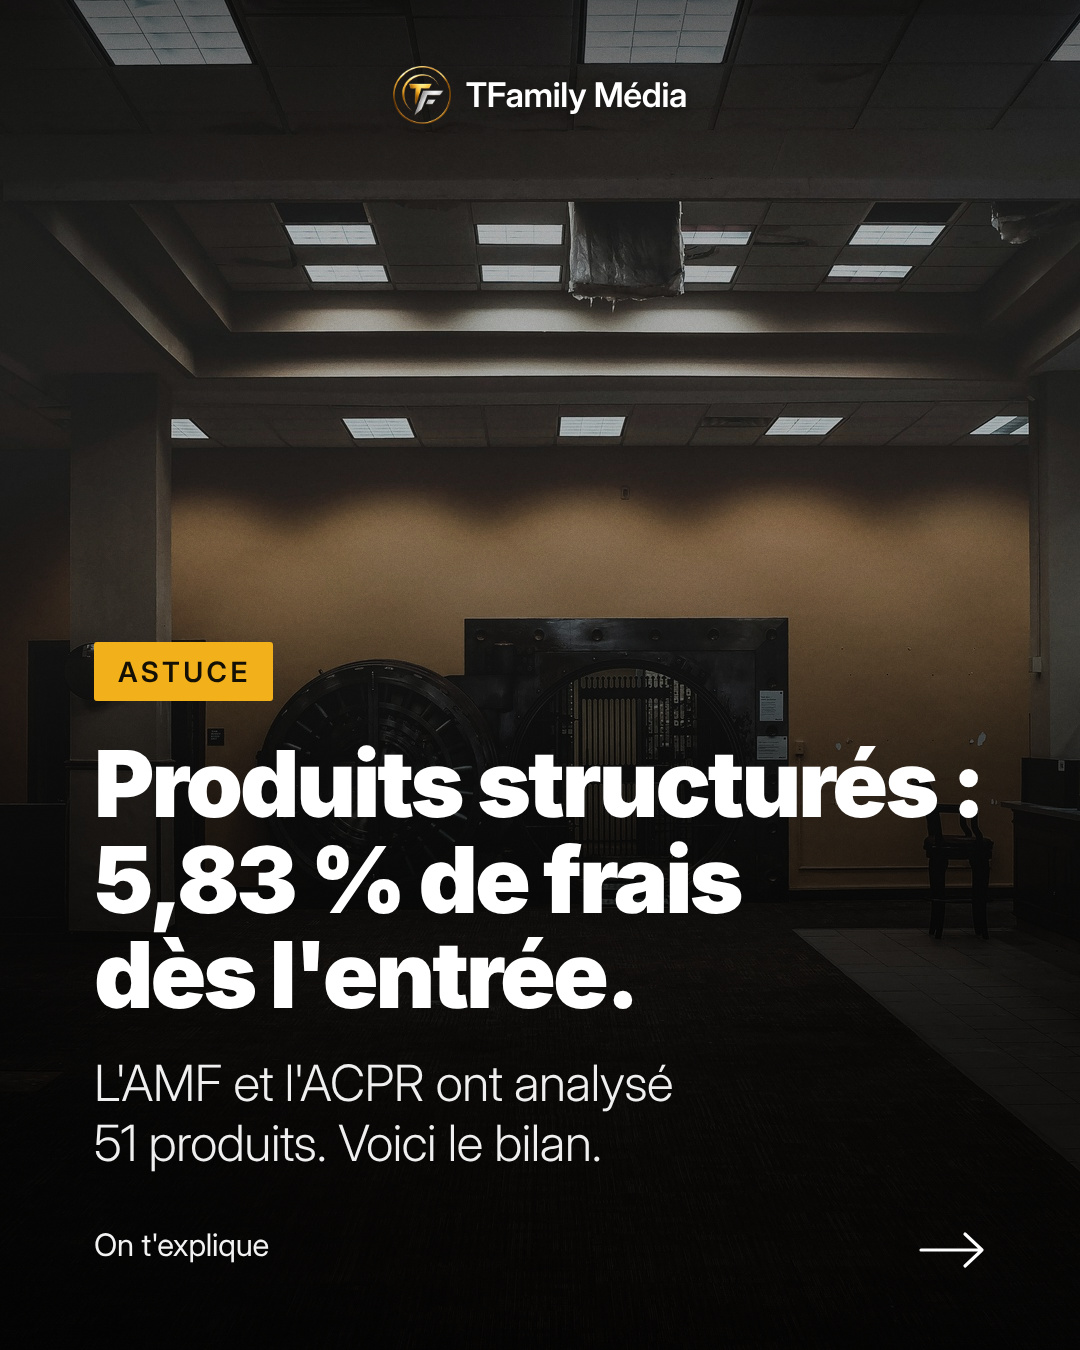 TFamily Média
ASTUCE
Produits structurés :
5,83 % de frais
dès l'entrée.
L'AMF et l'ACPR ont analysé
51 produits. Voici le bilan.
On t'explique